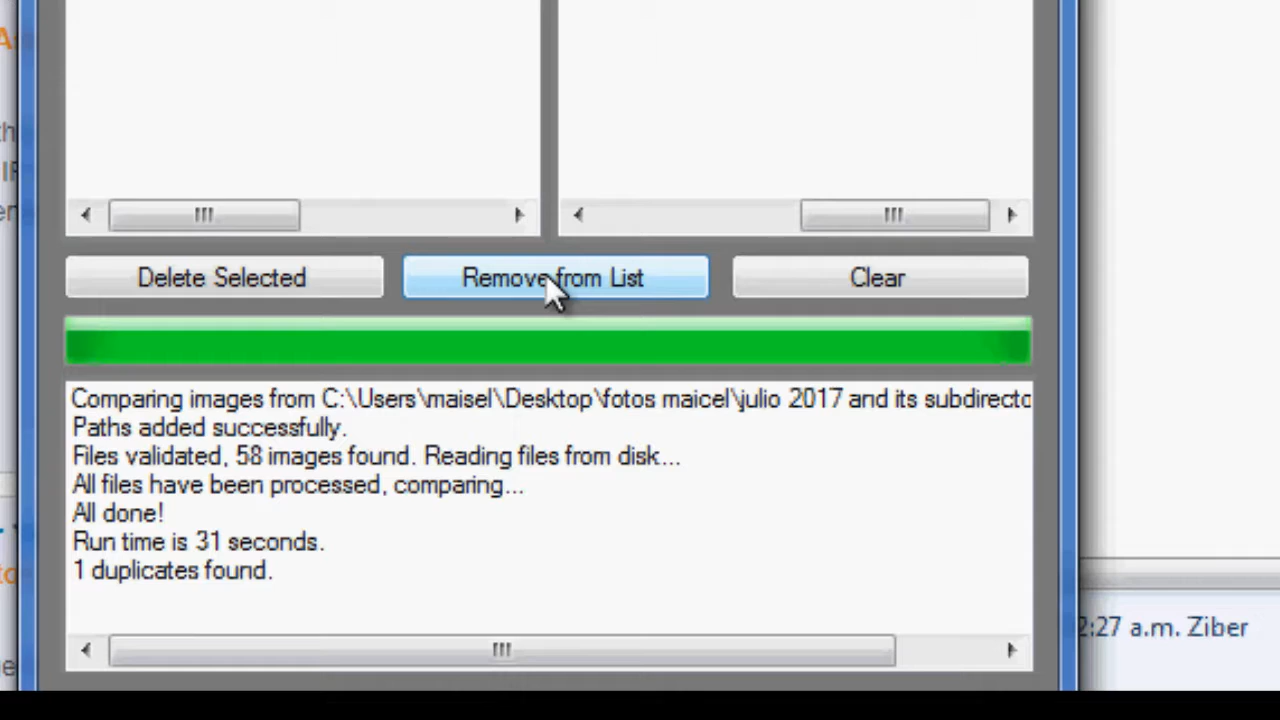 Delete Selected
Remove from List
Clear
Comparing images from C:\Users\maisel\Desktop\fotos maicel\julio 2017 and its subdirecto
Paths added successfully.
Files validated, 58 images found. Reading files from disk...
All files have been processed, comparing...
All done!
Run time is 31 seconds.
1 duplicates found.
2:27 a.m. Ziber